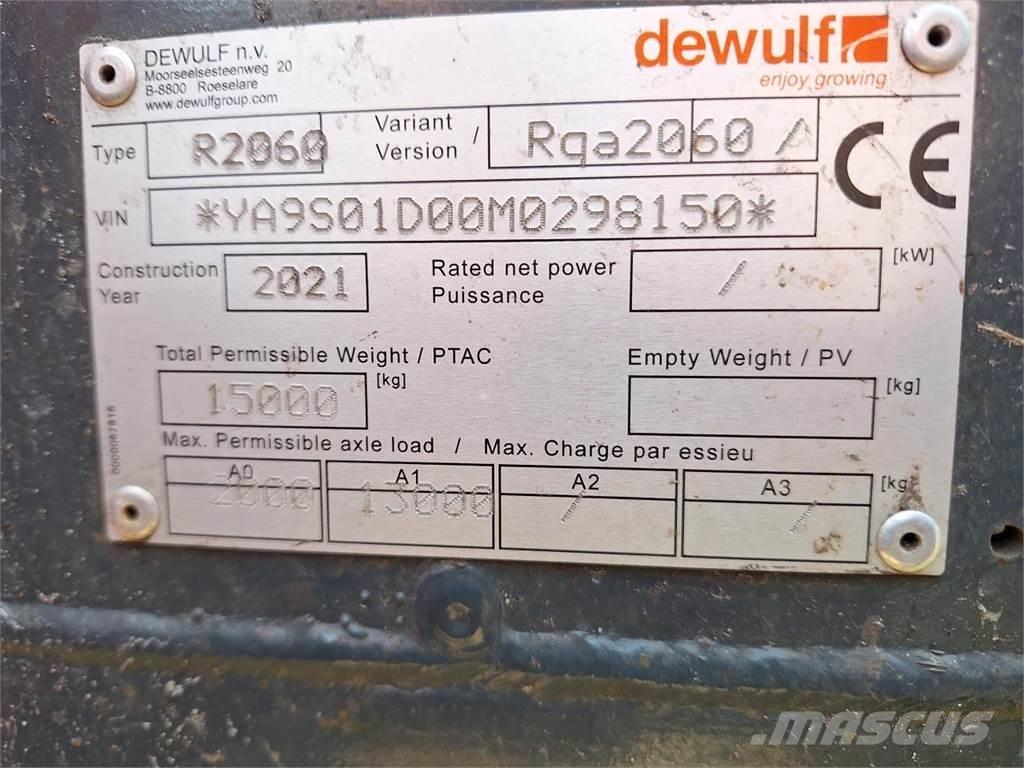 DEWULF n.v.
Moorseelsesteenweg 20
B-8800 Roeselare
www.dewulfgroup.com
dewulf
enjoy growing
Type R2060 Variant / Version Rqa2060 /
CE
VIN *YA9S01D00M0298150*
Construction Year 2021 Rated net power Puissance / [kW]
Total Permissible Weight / PTAC Empty Weight / PV
15000 [kg] [kg]
Max. Permissible axle load / Max. Charge par essieu
A0 A1 A2 A3 [kg]
2000 13000 / /
MASCUS